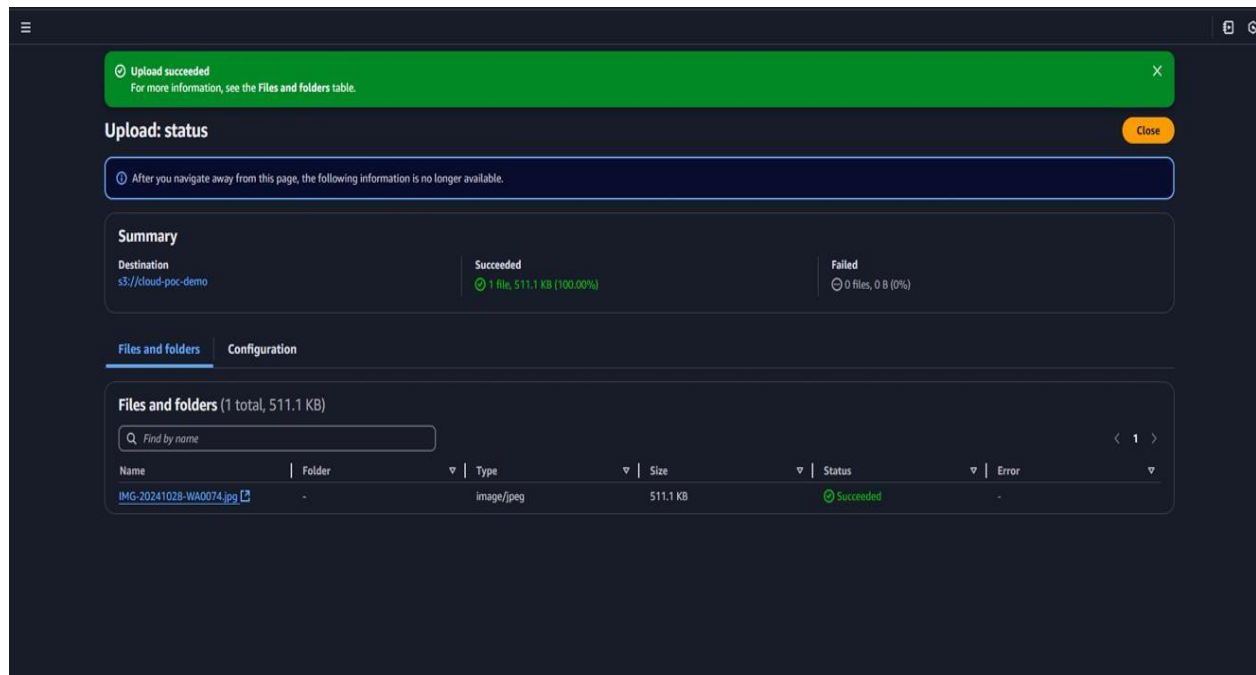 Upload succeeded
For more information, see the Files and folders table.
Upload: status
Close
After you navigate away from this page, the following information is no longer available.
Summary
Destination
s3://cloud-poc-demo
Succeeded
1 file, 511.1 KB (100.00%)
Failed
0 files, 0 B (0%)
Files and folders Configuration
Files and folders (1 total, 511.1 KB)
Find by name
1
Name Folder Type Size Status Error
IMG-20241028-WA0074.jpg - image/jpeg 511.1 KB Succeeded -